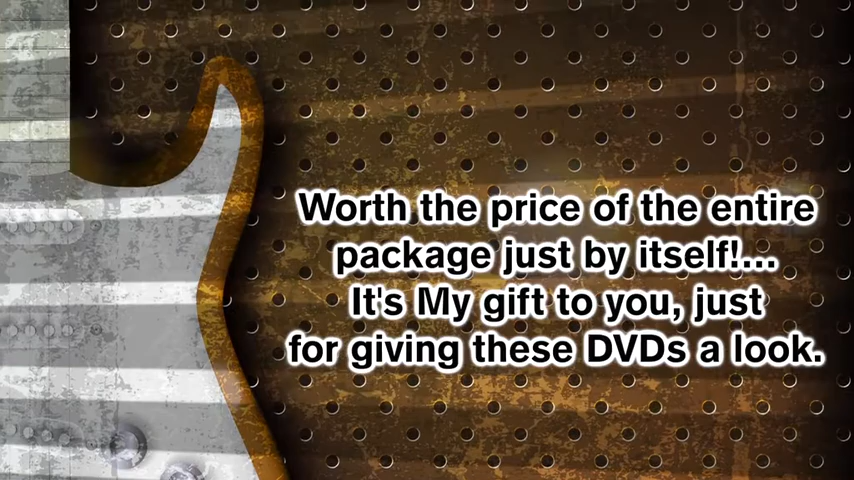 Worth the price of the entire
package just by itself!...
It's My gift to you, just
for giving these DVDs a look.